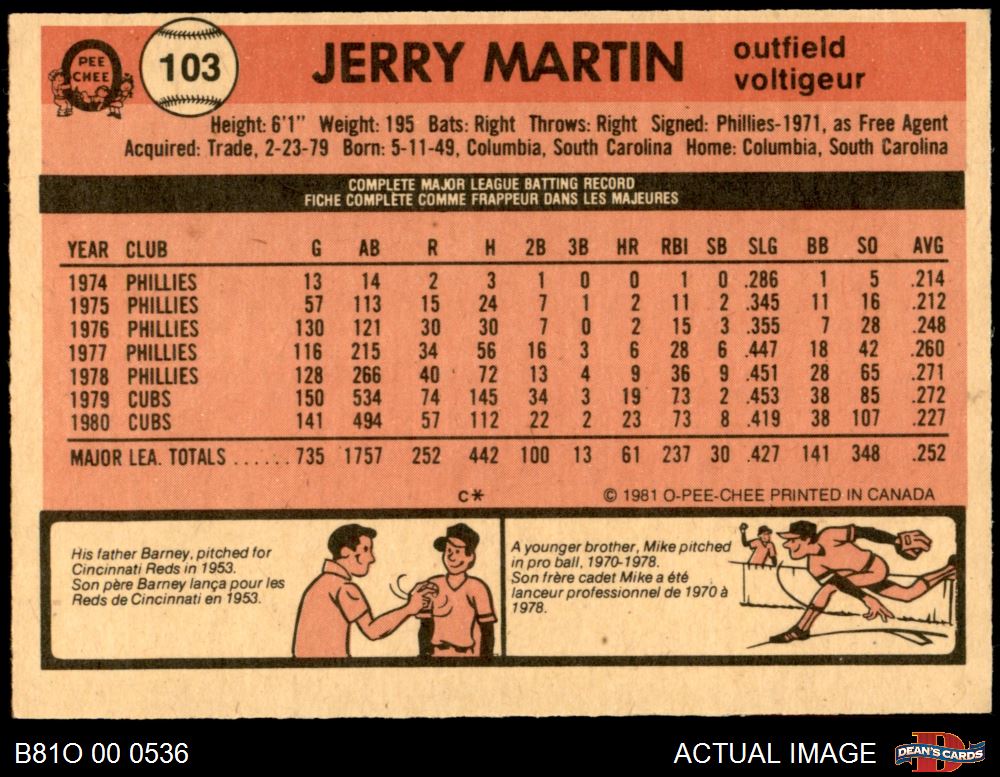 PEE
CHEE
103
JERRY MARTIN
outfield
voltigeur
Height: 6'1" Weight: 195 Bats: Right Throws: Right Signed: Phillies-1971, as Free Agent
Acquired: Trade, 2-23-79 Born: 5-11-49, Columbia, South Carolina Home: Columbia, South Carolina
COMPLETE MAJOR LEAGUE BATTING RECORD
FICHE COMPLÈTE COMME FRAPPEUR DANS LES MAJEURES
YEAR CLUB G AB R H 2B 3B HR RBI SB SLG BB SO AVG
1974 PHILLIES 13 14 2 3 1 0 0 1 0 .286 1 5 .214
1975 PHILLIES 57 113 15 24 7 1 2 11 2 .345 11 16 .212
1976 PHILLIES 130 121 30 30 7 0 2 15 3 .355 7 28 .248
1977 PHILLIES 116 215 34 56 16 3 6 28 6 .447 18 42 .260
1978 PHILLIES 128 266 40 72 13 4 9 36 9 .451 28 65 .271
1979 CUBS 150 534 74 145 34 3 19 73 2 .453 38 85 .272
1980 CUBS 141 494 57 112 22 2 23 73 8 .419 38 107 .227
MAJOR LEA. TOTALS ...... 735 1757 252 442 100 13 61 237 30 .427 141 348 .252
C* © 1981 O-PEE-CHEE PRINTED IN CANADA
His father Barney, pitched for
Cincinnati Reds in 1953.
Son père Barney lança pour les
Reds de Cincinnati en 1953.
A younger brother, Mike pitched
in pro ball, 1970-1978.
Son frère cadet Mike a été
lanceur professionnel de 1970 à
1978.
B81O 00 0536
ACTUAL IMAGE
DEAN'S CARDS